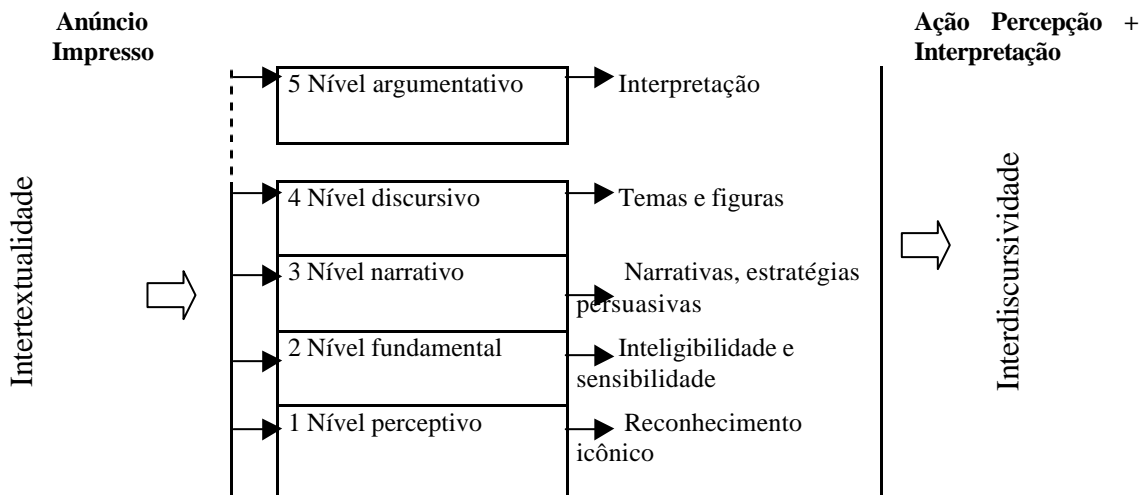 Anúncio
Impresso
Ação Percepção +
Interpretação
5 Nível argumentativo
Interpretação
4 Nível discursivo
Temas e figuras
3 Nível narrativo
Narrativas, estratégias
persuasivas
2 Nível fundamental
Inteligibilidade e
sensibilidade
1 Nível perceptivo
Reconhecimento
icônico
Intertextualidade
Interdiscursividade